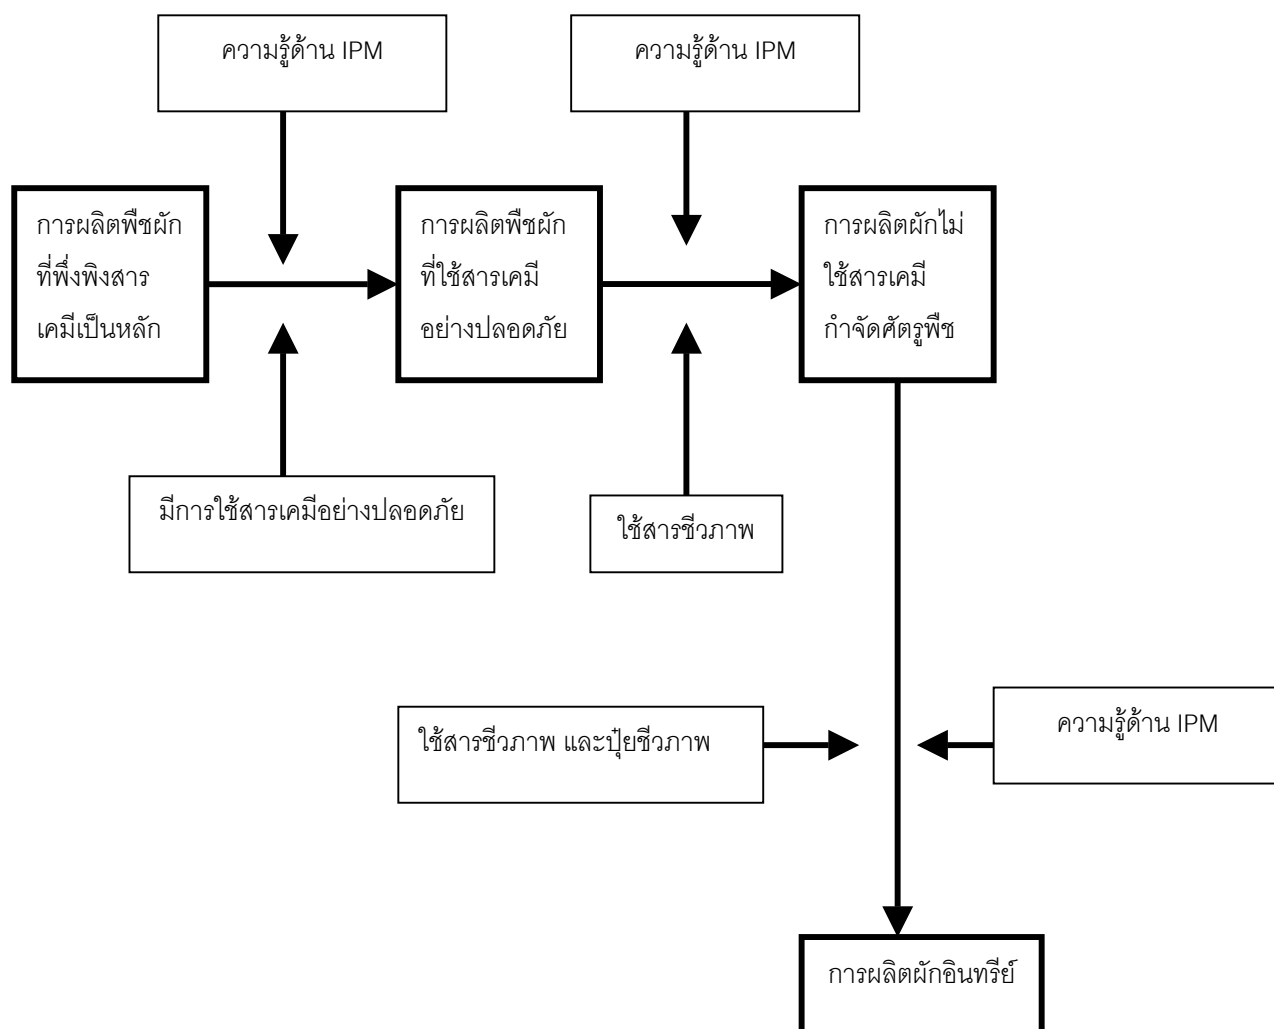 ความรู้ด้าน IPM
ความรู้ด้าน IPM
การผลิตพืชผัก
ที่พึ่งพิงสาร
เคมีเป็นหลัก
การผลิตพืชผัก
ที่ใช้สารเคมี
อย่างปลอดภัย
การผลิตผักไม่
ใช้สารเคมี
กำจัดศัตรูพืช
มีการใช้สารเคมีอย่างปลอดภัย
ใช้สารชีวภาพ
ใช้สารชีวภาพ และปุ๋ยชีวภาพ
ความรู้ด้าน IPM
การผลิตผักอินทรีย์